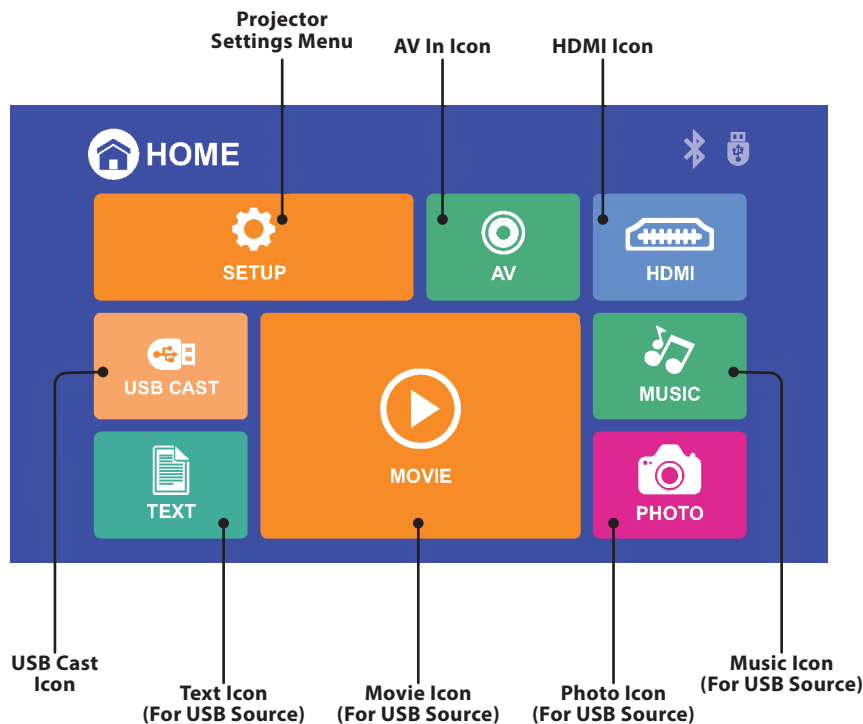 Projector
Settings Menu
AV In Icon
HDMI Icon
HOME
SETUP
AV
HDMI
USB CAST
MOVIE
MUSIC
TEXT
PHOTO
USB Cast
Icon
Text Icon
(For USB Source)
Movie Icon
(For USB Source)
Photo Icon
(For USB Source)
Music Icon
(For USB Source)